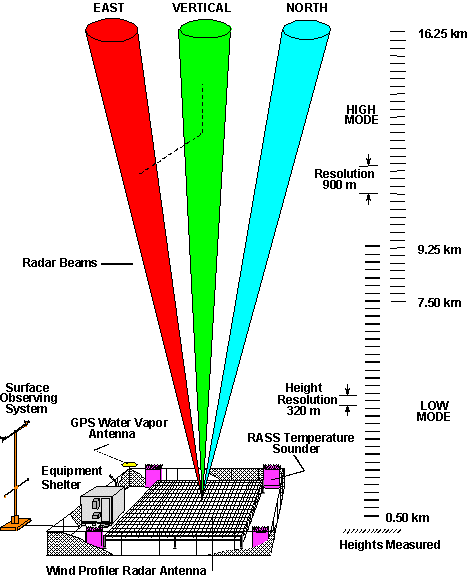 EAST
VERTICAL
NORTH
16.25 km
HIGH
MODE
Resolution
900 m
9.25 km
Radar Beams
7.50 km
Surface
Observing
System
Height
Resolution
320 m
LOW
MODE
GPS Water Vapor
Antenna
RASS Temperature
Sounder
Equipment
Shelter
0.50 km
Heights Measured
Wind Profiler Radar Antenna